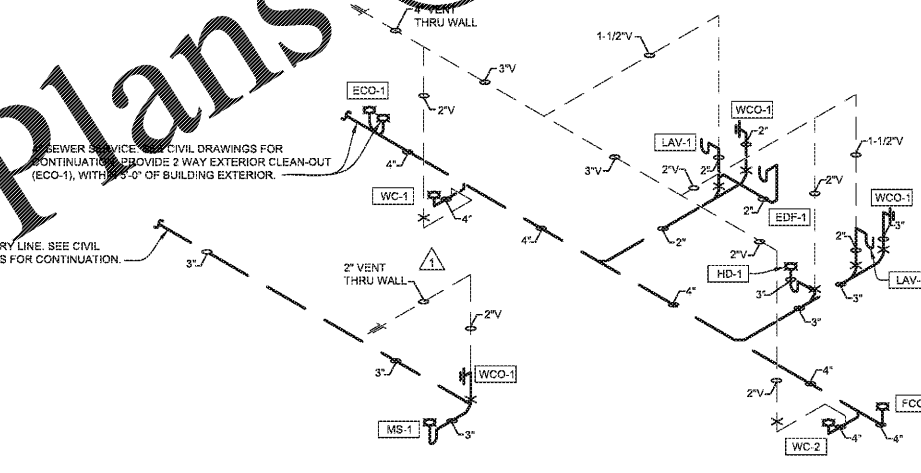 Plans
4" VENT
THRU WALL
1-1/2"V
3"V
ECO-1
2"V
WCO-1
2"
LAV-1
2"
1-1/2"V
SEWER SERVICE. SEE CIVIL DRAWINGS FOR
CONTINUATION. PROVIDE 2 WAY EXTERIOR CLEAN-OUT
(ECO-1), WITHIN 5'-0" OF BUILDING EXTERIOR.
4"
3"V
2"V
2"V
WC-1
4"
2"
EDF-1
WCO-1
3"
RY LINE. SEE CIVIL
S FOR CONTINUATION.
3"
4"
2"
2"V
2"
2" VENT
THRU WALL
1
HD-1
3"
LAV-
3"
4"
3"
2"V
3"
WCO-1
4"
2"V
MS-1
3"
WC-2
4"
4"
FCO